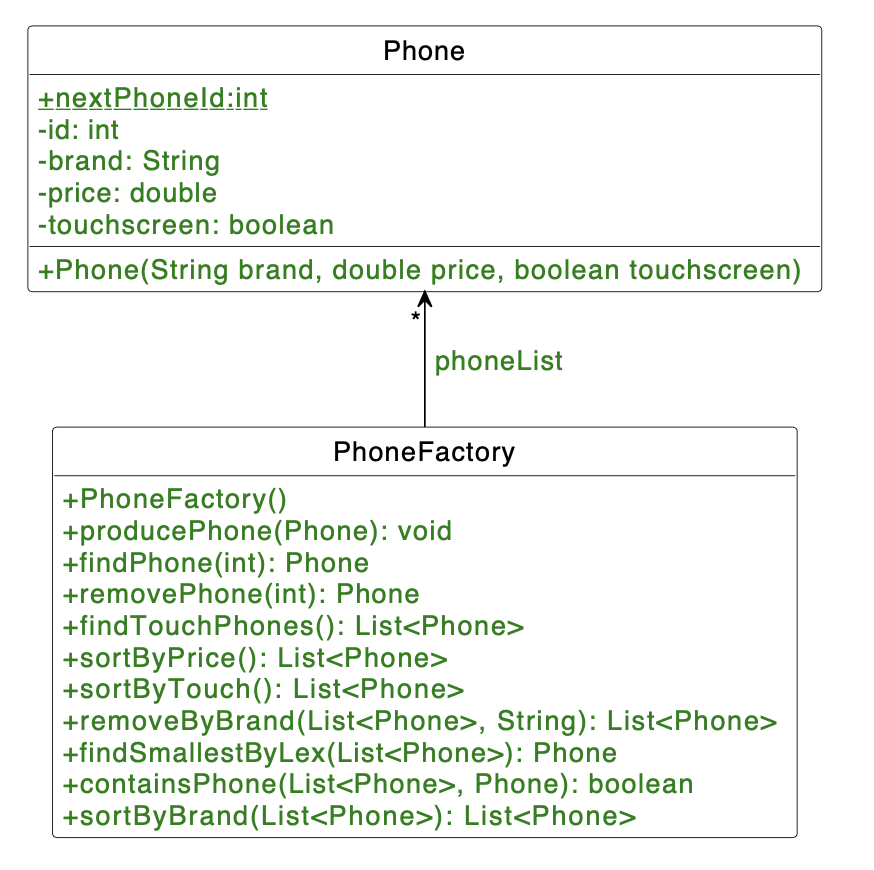 Phone
+nextPhoneId:int
-id: int
-brand: String
-price: double
-touchscreen: boolean
+Phone(String brand, double price, boolean touchscreen)
*
phoneList
PhoneFactory
+PhoneFactory()
+producePhone(Phone): void
+findPhone(int): Phone
+removePhone(int): Phone
+findTouchPhones(): List<Phone>
+sortByPrice(): List<Phone>
+sortByTouch(): List<Phone>
+removeByBrand(List<Phone>, String): List<Phone>
+findSmallestByLex(List<Phone>): Phone
+containsPhone(List<Phone>, Phone): boolean
+sortByBrand(List<Phone>): List<Phone>